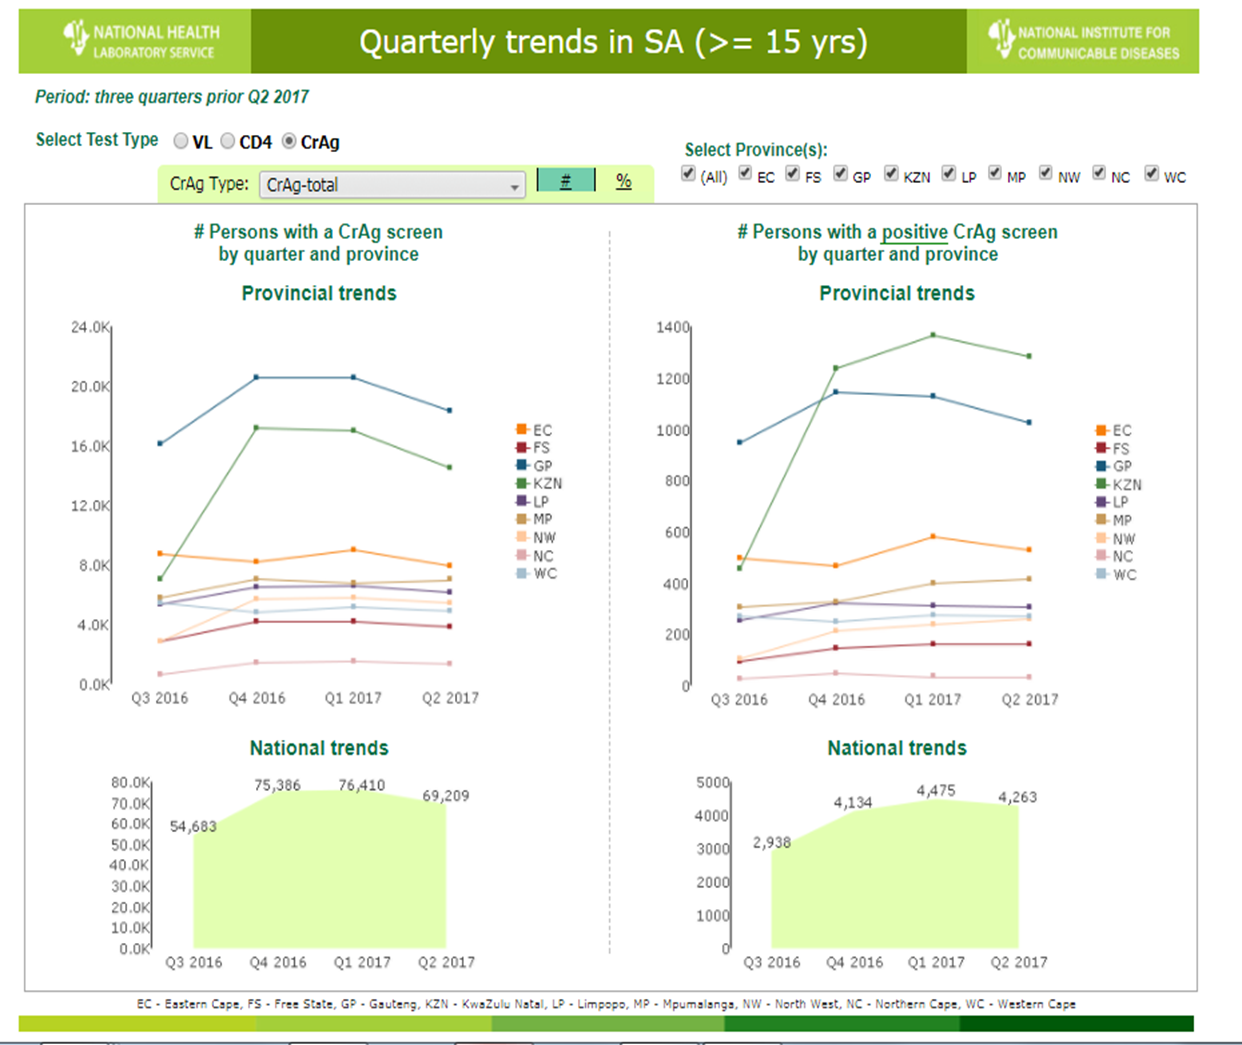 NATIONAL HEALTH
LABORATORY SERVICE
Quarterly trends in SA (>= 15 yrs)
NATIONAL INSTITUTE FOR
COMMUNICABLE DISEASES
Period: three quarters prior Q2 2017
Select Test Type VL CD4 CrAg
Select Province(s):
(All) EC FS GP KZN LP MP NW NC WC
CrAg Type: CrAg-total # %
# Persons with a CrAg screen
by quarter and province
Provincial trends
24.0K
20.0K
16.0K
12.0K
8.0K
4.0K
0.0K
Q3 2016 Q4 2016 Q1 2017 Q2 2017
EC
FS
GP
KZN
LP
MP
NW
NC
WC
# Persons with a positive CrAg screen
by quarter and province
Provincial trends
1400
1200
1000
800
600
400
200
0
Q3 2016 Q4 2016 Q1 2017 Q2 2017
EC
FS
GP
KZN
LP
MP
NW
NC
WC
National trends
80.0K
70.0K
60.0K
50.0K
40.0K
30.0K
20.0K
10.0K
0.0K
54,683 75,386 76,410 69,209
Q3 2016 Q4 2016 Q1 2017 Q2 2017
National trends
5000
4000
3000
2000
1000
0
2,938 4,134 4,475 4,263
Q3 2016 Q4 2016 Q1 2017 Q2 2017
EC - Eastern Cape, FS - Free State, GP - Gauteng, KZN - KwaZulu Natal, LP - Limpopo, MP - Mpumalanga, NW - North West, NC - Northern Cape, WC - Western Cape